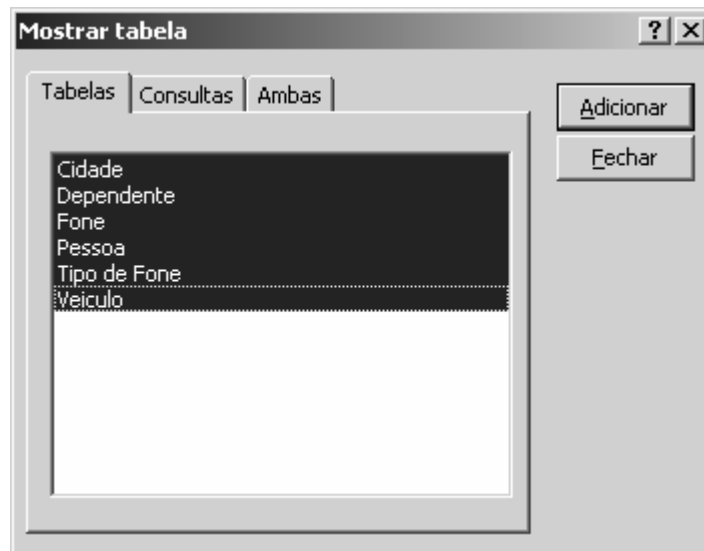 Mostrar tabela
Tabelas Consultas Ambas
Adicionar
Fechar
Cidade
Dependente
Fone
Pessoa
Tipo de Fone
Veiculo